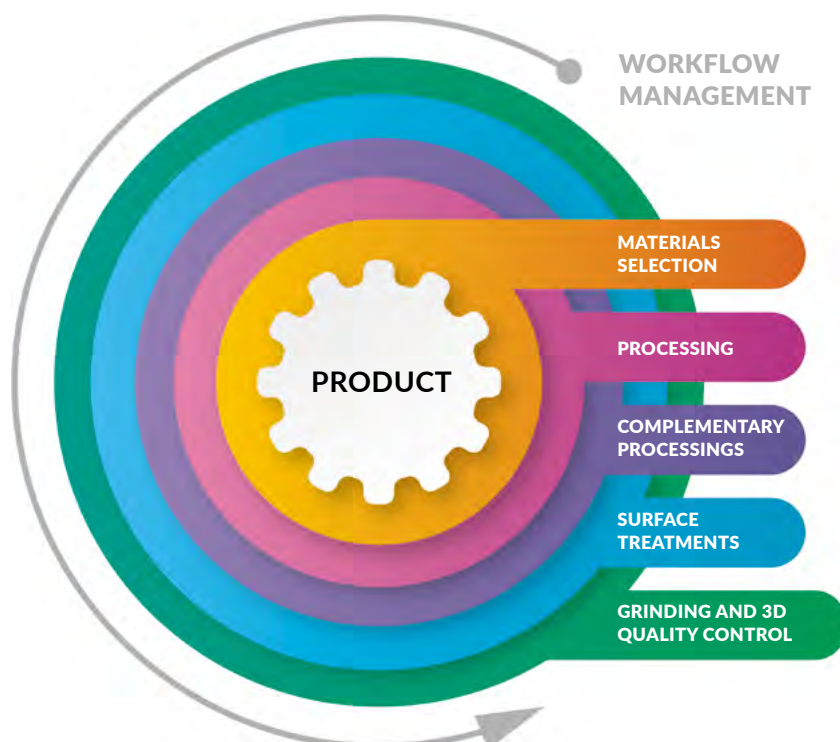 WORKFLOW
MANAGEMENT
MATERIALS
SELECTION
PROCESSING
PRODUCT
COMPLEMENTARY
PROCESSINGS
SURFACE
TREATMENTS
GRINDING AND 3D
QUALITY CONTROL